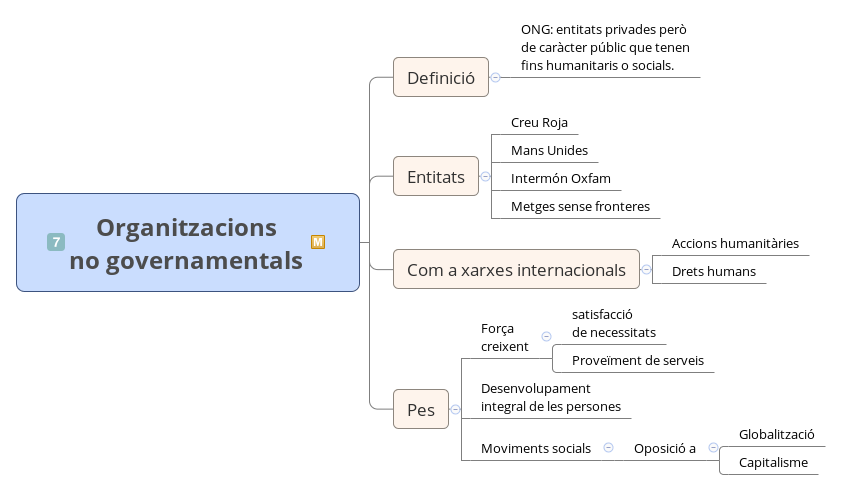 ONG: entitats privades però
de caràcter públic que tenen
fins humanitaris o socials.
Definició
Creu Roja
Mans Unides
Entitats
Intermón Oxfam
Metges sense fronteres
7
Organitzacions
no governamentals
M
Com a xarxes internacionals
Accions humanitàries
Drets humans
Força
creixent
satisfacció
de necessitats
Proveïment de serveis
Pes
Desenvolupament
integral de les persones
Moviments socials
Oposició a
Globalització
Capitalisme